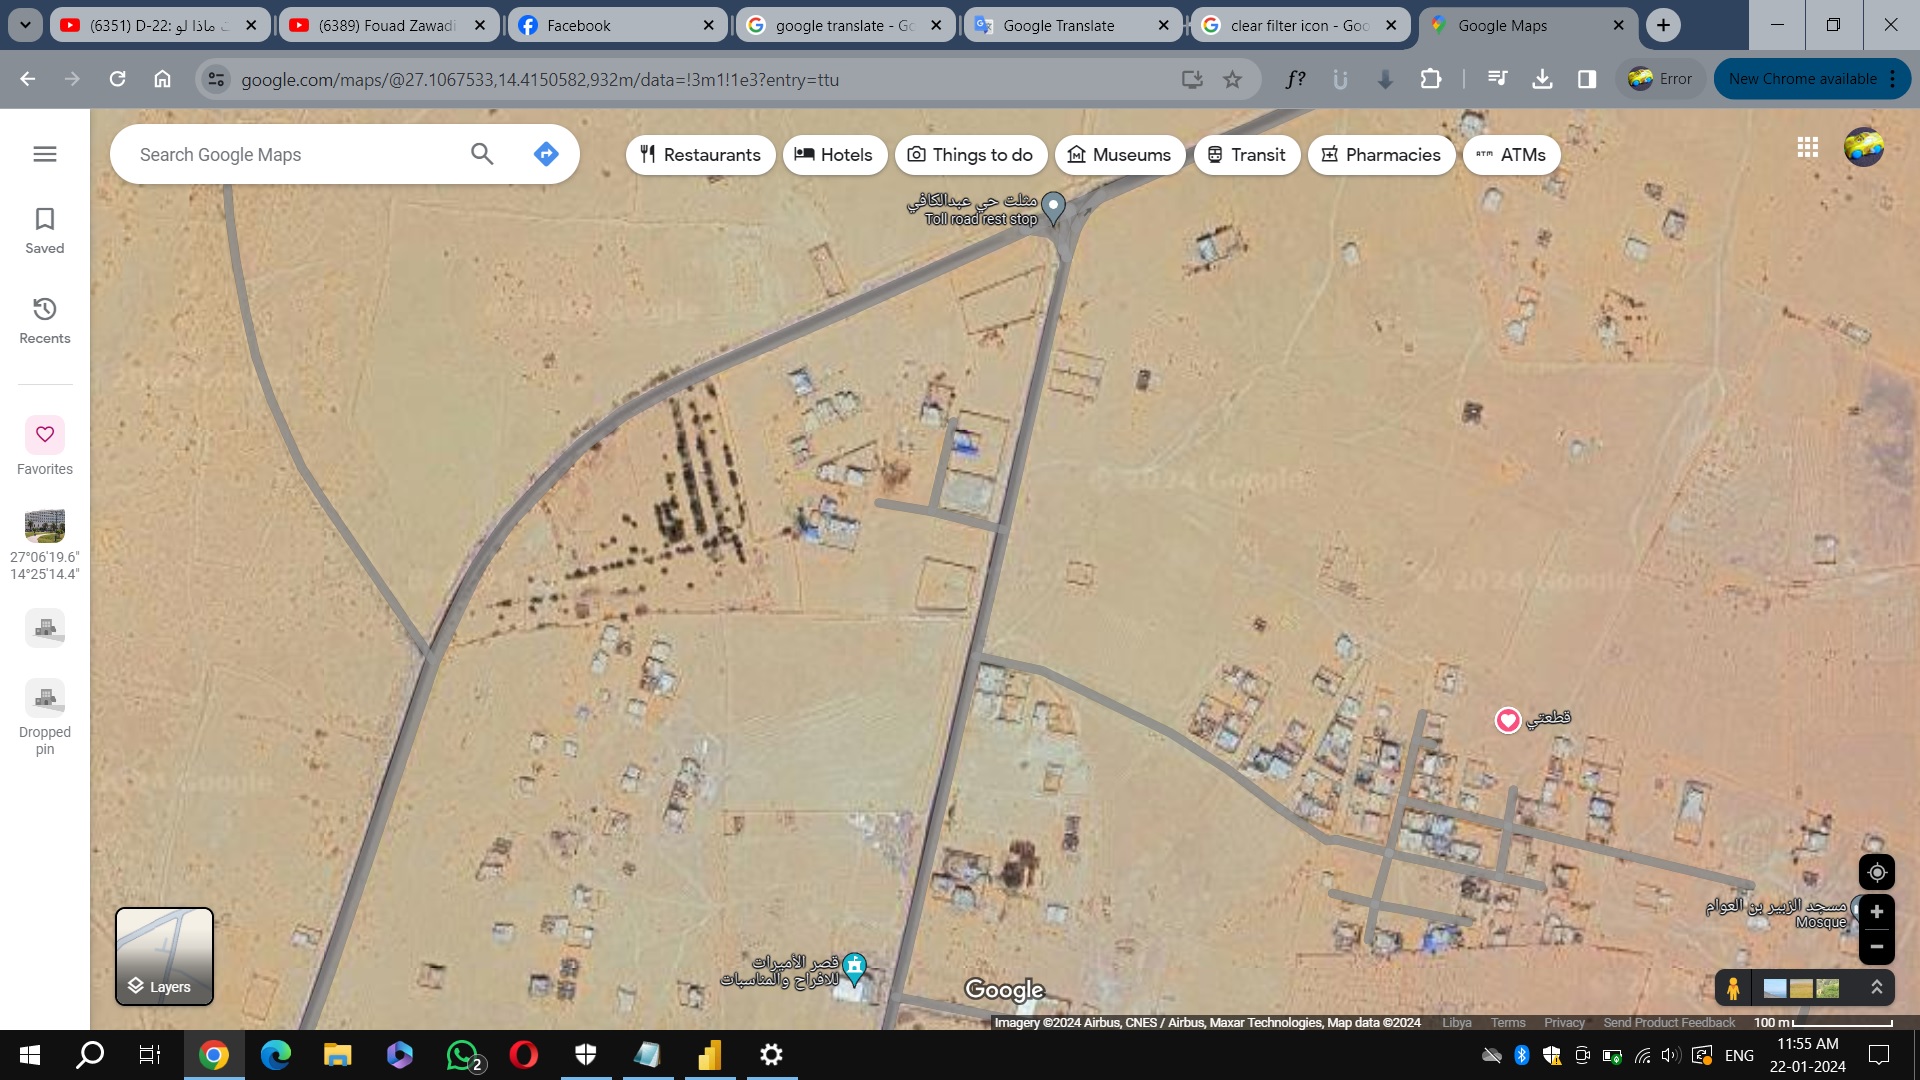 (6351) D-22: ماذا لو
(6389) Fouad Zawadi
Facebook
google translate - Go
Google Translate
clear filter icon - Goo
Google Maps
google.com/maps/@27.1067533,14.4150582,932m/data=!3m1!1e3?entry=ttu
f?
Error
New Chrome available
Search Google Maps
Restaurants
Hotels
Things to do
Museums
Transit
Pharmacies
ATM
ATMs
Saved
Recents
Favorites
27°06'19.6"
14°25'14.4"
Dropped
pin
مثلت حي عبدالكافي
Toll road rest stop
قطعتي
مسجد الزبير بن العوام
Mosque
قصر الأميرات
للافراح والمناسبات
Layers
Google
Imagery ©2024 Airbus, CNES / Airbus, Maxar Technologies, Map data ©2024
Libya
Terms
Privacy
Send Product Feedback
100 m
2
ENG
11:55 AM
22-01-2024